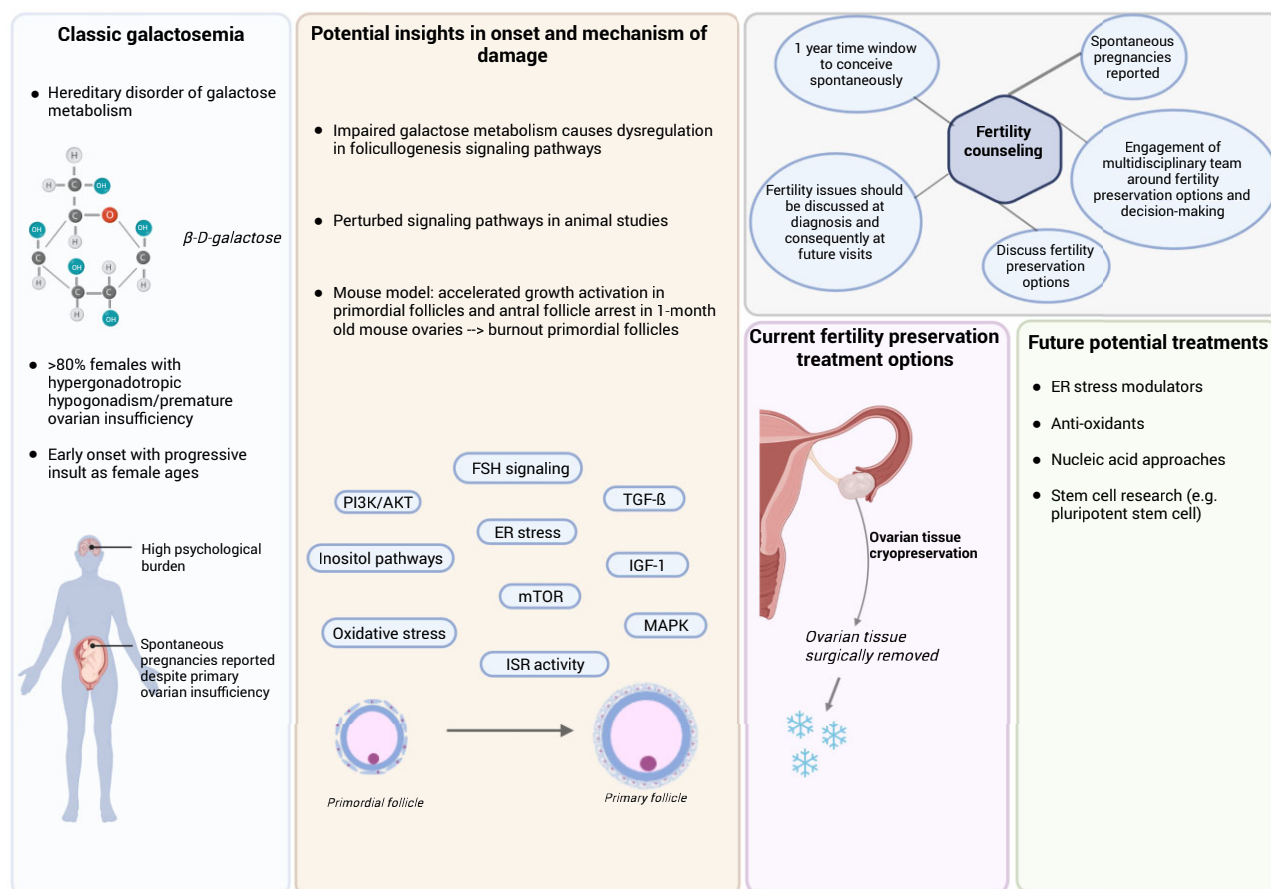 Classic galactosemia
● Hereditary disorder of galactose
metabolism
H
H
C
OH
C
O
OH
H
OH
C
OH
H
C
H
H
C
C
H
OH
β-D-galactose
● >80% females with
hypergonadotropic
hypogonadism/premature
ovarian insufficiency
● Early onset with progressive
insult as female ages
High psychological
burden
Spontaneous
pregnancies reported
despite primary
ovarian insufficiency
Potential insights in onset and mechanism of
damage
● Impaired galactose metabolism causes dysregulation
in folicullogenesis signaling pathways
● Perturbed signaling pathways in animal studies
● Mouse model: accelerated growth activation in
primordial follicles and antral follicle arrest in 1-month
old mouse ovaries --> burnout primordial follicles
FSH signaling
PI3K/AKT
TGF-ß
ER stress
Inositol pathways
IGF-1
mTOR
Oxidative stress
MAPK
ISR activity
Primordial follicle
Primary follicle
1 year time window
to conceive
spontaneously
Spontaneous
pregnancies
reported
Fertility
counseling
Engagement of
multidisciplinary team
around fertility
preservation options and
decision-making
Fertility issues should
be discussed at
diagnosis and
consequently at
future visits
Discuss fertility
preservation
options
Current fertility preservation
treatment options
Ovarian tissue
cryopreservation
Ovarian tissue
surgically removed
Future potential treatments
● ER stress modulators
● Anti-oxidants
● Nucleic acid approaches
● Stem cell research (e.g.
pluripotent stem cell)